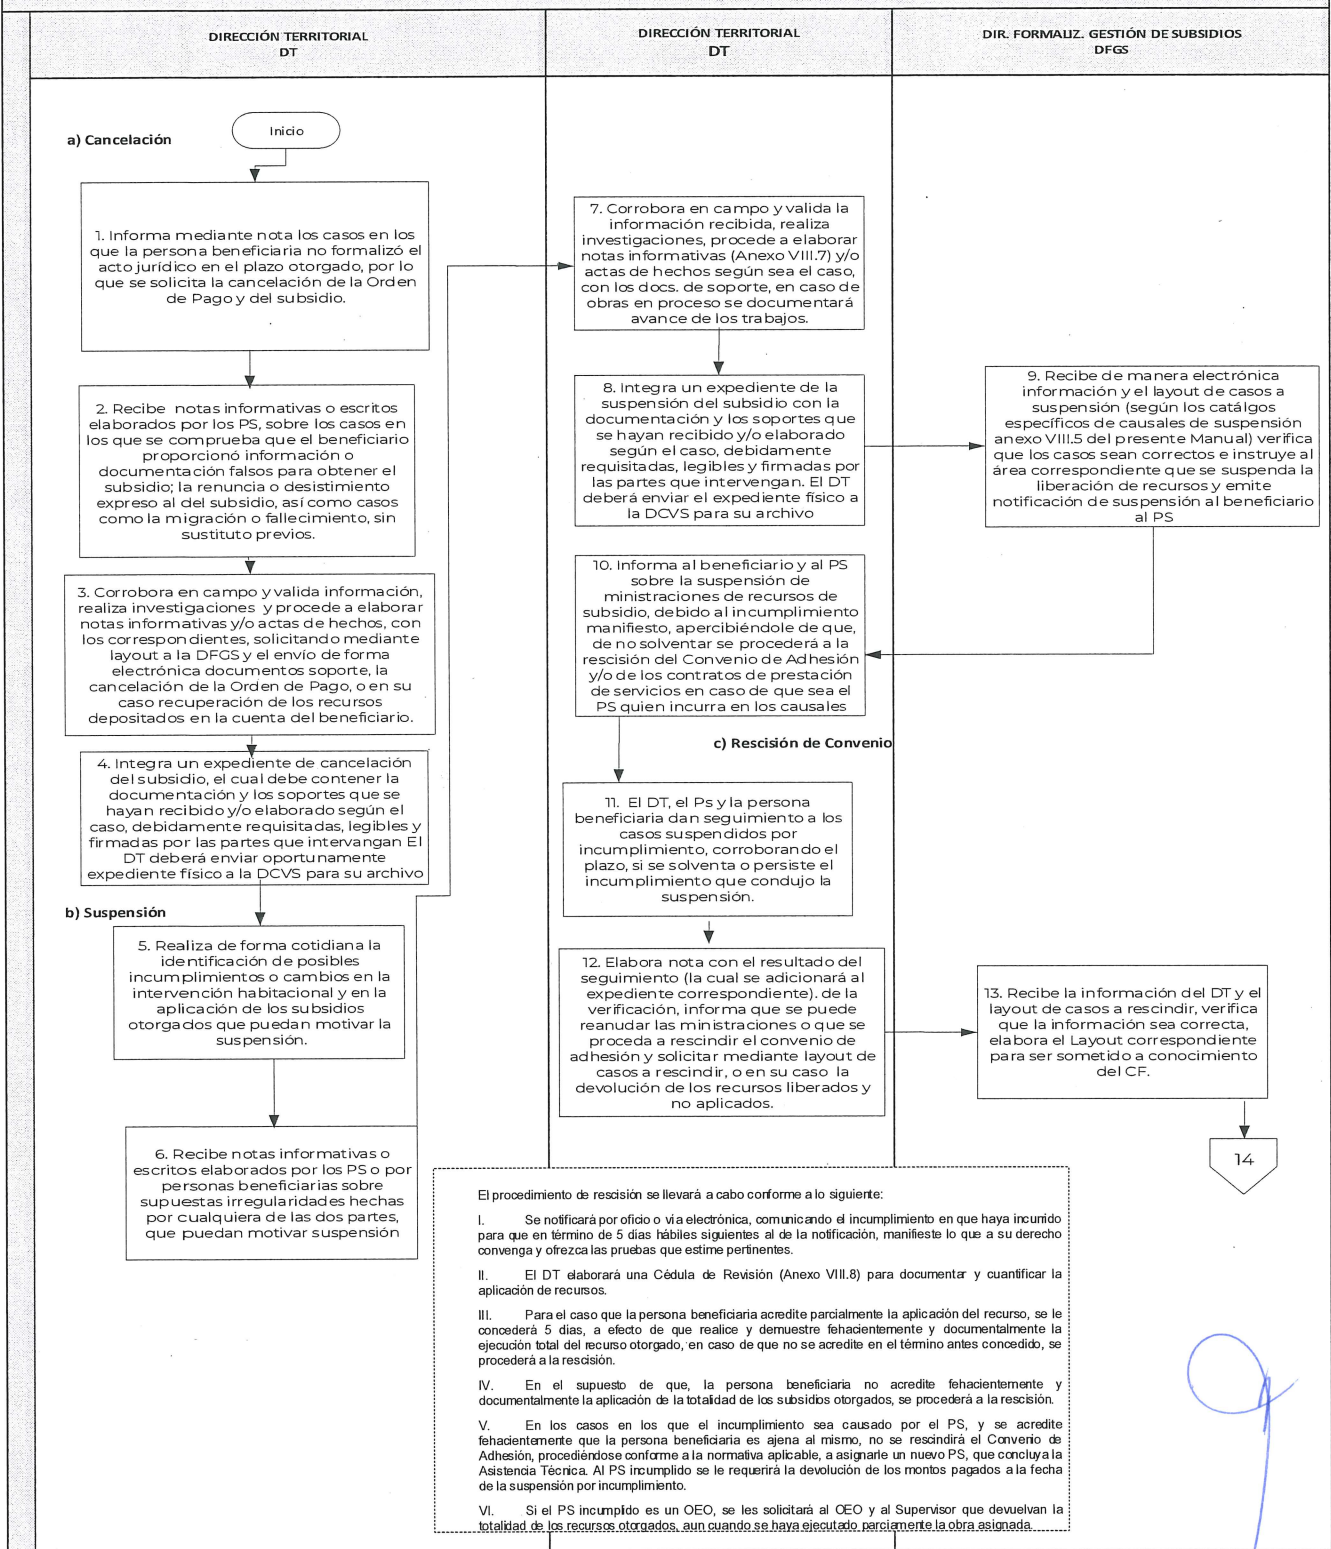 DIRECCIÓN TERRITORIAL
DT
DIRECCIÓN TERRITORIAL
DT
DIR. FORMALIZ. GESTIÓN DE SUBSIDIOS
DFGS
a) Cancelación
Inicio
1. Informa mediante nota los casos en los
que la persona beneficiaria no formalizó el
acto jurídico en el plazo otorgado, por lo
que se solicita la cancelación de la Orden
de Pago y del subsidio.
2. Recibe notas informativas o escritos
elaborados por los PS, sobre los casos en
los que se comprueba que el beneficiario
proporcionó información o
documentación falsos para obtener el
subsidio; la renuncia o desistimiento
expreso al del subsidio, así como casos
como la migración o fallecimiento, sin
sustituto previos.
3. Corrobora en campo y valida información,
realiza investigaciones y procede a elaborar
notas informativas y/o actas de hechos, con
los correspondientes, solicitando mediante
layout a la DFGS y el envío de forma
electrónica documentos soporte, la
cancelación de la Orden de Pago, o en su
caso recuperación de los recursos
depositados en la cuenta del beneficiario.
4. Integra un expediente de cancelación
del subsidio, el cual debe contener la
documentación y los soportes que se
hayan recibido y/o elaborado según el
caso, debidamente requisitadas, legibles y
firmadas por las partes que intervangan El
DT deberá enviar oportunamente
expediente físico a la DCVS para su archivo
b) Suspensión
5. Realiza de forma cotidiana la
identificación de posibles
incumplimientos o cambios en la
intervención habitacional y en la
aplicación de los subsidios
otorgados que puedan motivar la
suspensión.
6. Recibe notas informativas o
escritos elaborados por los PS o por
personas beneficiarias sobre
supuestas irregularidades hechas
por cualquiera de las dos partes,
que puedan motivar suspensión
7. Corrobora en campo y valida la
información recibida, realiza
investigaciones, procede a elaborar
notas informativas (Anexo VIII.7) y/o
actas de hechos según sea el caso,
con los docs. de soporte, en caso de
obras en proceso se documentará
avance de los trabajos.
8. Integra un expediente de la
suspensión del subsidio con la
documentación y los soportes que
se hayan recibido y/o elaborado
según el caso, debidamente
requisitadas, legibles y firmadas por
las partes que intervengan. El DT
deberá enviar el expediente físico a
la DCVS para su archivo
9. Recibe de manera electrónica
información y el layout de casos a
suspensión (según los catálgos
específicos de causales de suspensión
anexo VIII.5 del presente Manual) verifica
que los casos sean correctos e instruye al
área correspondiente que se suspenda la
liberación de recursos y emite
notificación de suspensión al beneficiario
al PS
10. Informa al beneficiario y al PS
sobre la suspensión de
ministraciones de recursos de
subsidio, debido al incumplimiento
manifiesto, apercibiéndole de que,
de no solventar se procederá a la
rescisión del Convenio de Adhesión
y/o de los contratos de prestación
de servicios en caso de que sea el
PS quien incurra en los causales
c) Rescisión de Convenio
11. El DT, el Ps y la persona
beneficiaria dan seguimiento a los
casos suspendidos por
incumplimiento, corroborando el
plazo, si se solventa o persiste el
incumplimiento que condujo la
suspensión.
12. Elabora nota con el resultado del
seguimiento (la cual se adicionará al
expediente correspondiente). de la
verificación, informa que se puede
reanudar las ministraciones o que se
proceda a rescindir el convenio de
adhesión y solicitar mediante layout de
casos a rescindir, o en su caso la
devolución de los recursos liberados y
no aplicados.
13. Recibe la información del DT y el
layout de casos a rescindir, verifica
que la información sea correcta,
elabora el Layout correspondiente
para ser sometido a conocimiento
del CF.
14
El procedimiento de rescisión se llevará a cabo conforme a lo siguiente:
I. Se notificará por oficio o via electrónica, comunicando el incumplimiento en que haya incurrido
para que en término de 5 días hábiles siguientes al de la notificación, manifieste lo que a su derecho
convenga y ofrezca las pruebas que estime pertinentes.
II. El DT elaborará una Cédula de Revisión (Anexo VIII.8) para documentar y cuantificar la
aplicación de recursos.
III. Para el caso que la persona beneficiaria acredite parcialmente la aplicación del recurso, se le
concederá 5 dias, a efecto de que realice y demuestre fehacientemente y documentalmente la
ejecución total del recurso otorgado, en caso de que no se acredite en el término antes concedido, se
procederá a la rescisión.
IV. En el supuesto de que, la persona beneficiaria no acredite fehacientemente y
documentalmente la aplicación de la totalidad de los subsidios otorgados, se procederá a la rescisión.
V. En los casos en los que el incumplimiento sea causado por el PS, y se acredite
fehacientemente que la persona beneficiaria es ajena al mismo, no se rescindirá el Convenio de
Adhesión, procediéndose conforme a la normativa aplicable, a asignarle un nuevo PS, que concluya la
Asistencia Técnica. Al PS incumplido se le requerirá la devolución de los montos pagados a la fecha
de la suspensión por incumplimiento.
VI. Si el PS incumplido es un OEO, se les solicitará al OEO y al Supervisor que devuelvan la
totalidad de los recursos otorgados, aun cuando se haya ejecutado parciamente la obra asignada.